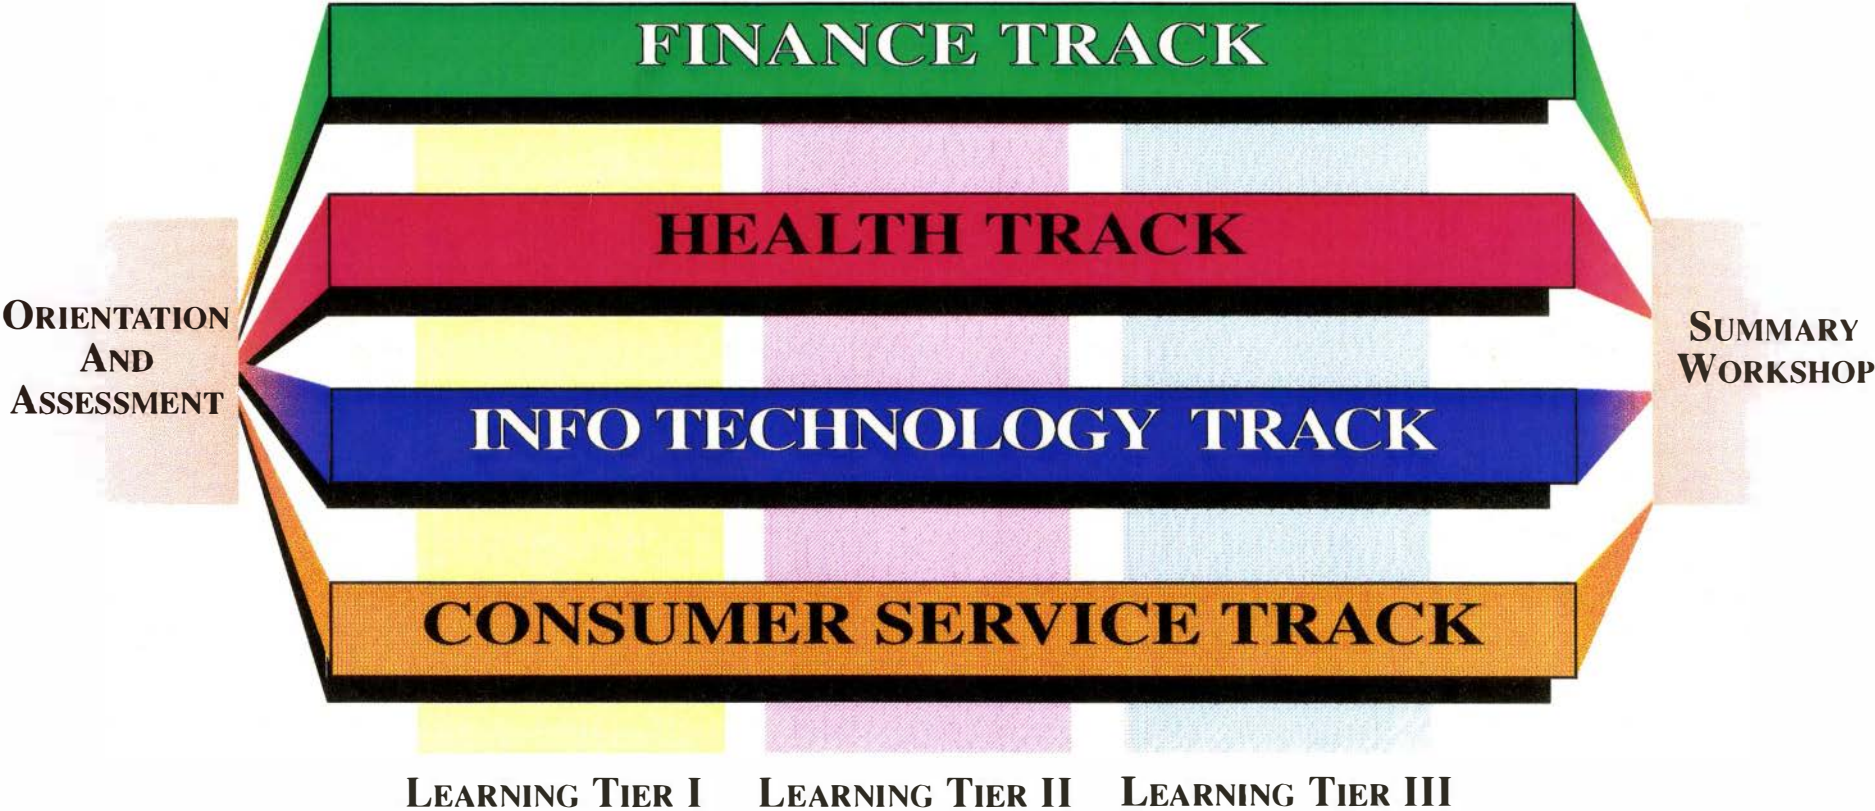 FINANCE TRACK
HEALTH TRACK
ORIENTATION
AND
ASSESSMENT
SUMMARY
WORKSHOP
INFO TECHNOLOGY TRACK
CONSUMER SERVICE TRACK
LEARNING TIER I
LEARNING TIER II
LEARNING TIER III